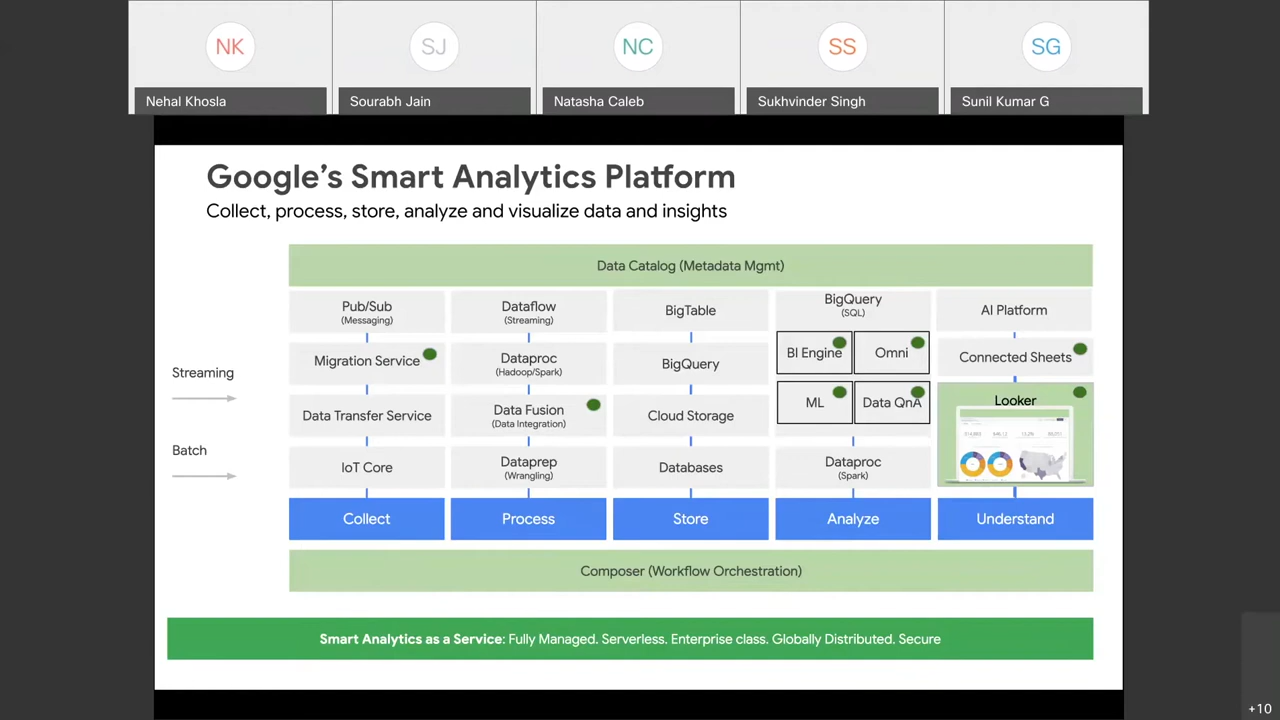 NK
SJ
NC
SS
SG
Nehal Khosla
Sourabh Jain
Natasha Caleb
Sukhvinder Singh
Sunil Kumar G
Google's Smart Analytics Platform
Collect, process, store, analyze and visualize data and insights
Data Catalog (Metadata Mgmt)
Streaming
Batch
Pub/Sub
(Messaging)
Migration Service
Data Transfer Service
IoT Core
Collect
Dataflow
(Streaming)
Dataproc
(Hadoop/Spark)
Data Fusion
(Data Integration)
Dataprep
(Wrangling)
Process
BigTable
BigQuery
Cloud Storage
Databases
Store
BigQuery
(SQL)
BI Engine
Omni
ML
Data QnA
Dataproc
(Spark)
Analyze
AI Platform
Connected Sheets
Looker
Understand
Composer (Workflow Orchestration)
Smart Analytics as a Service: Fully Managed. Serverless. Enterprise class. Globally Distributed. Secure
+10